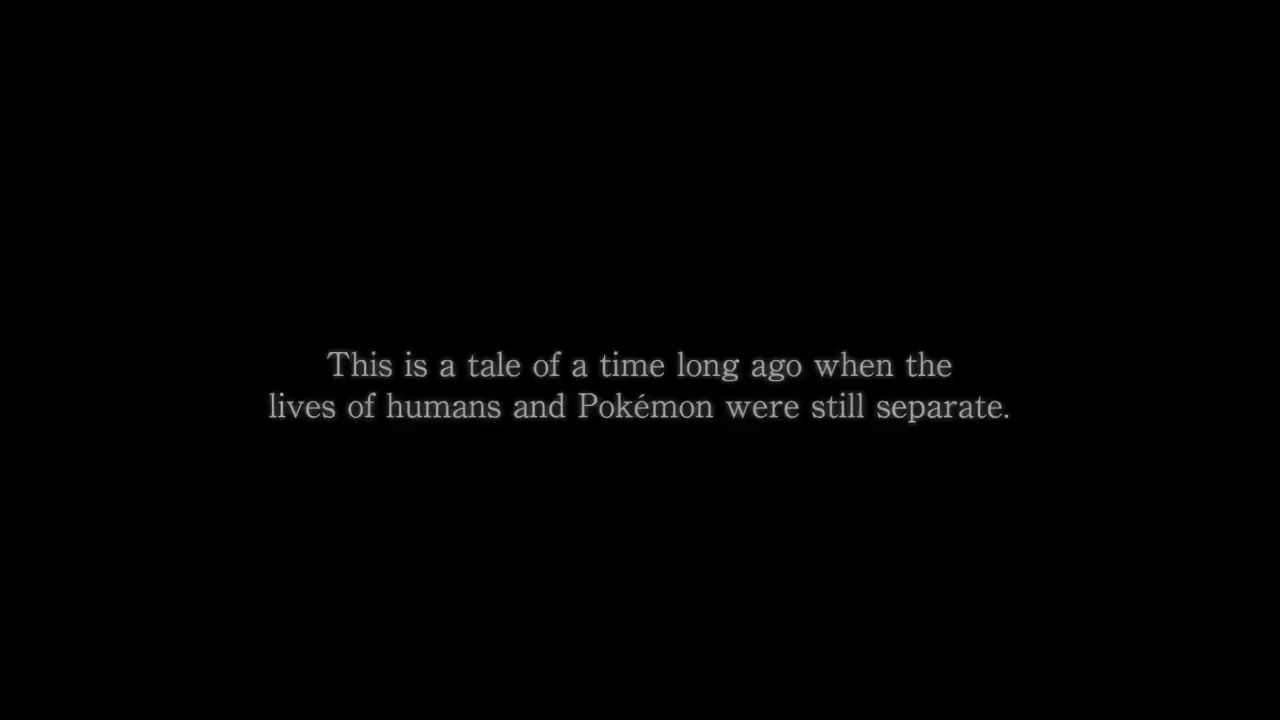 This is a tale of a time long ago when the
lives of humans and Pokémon were still separate.